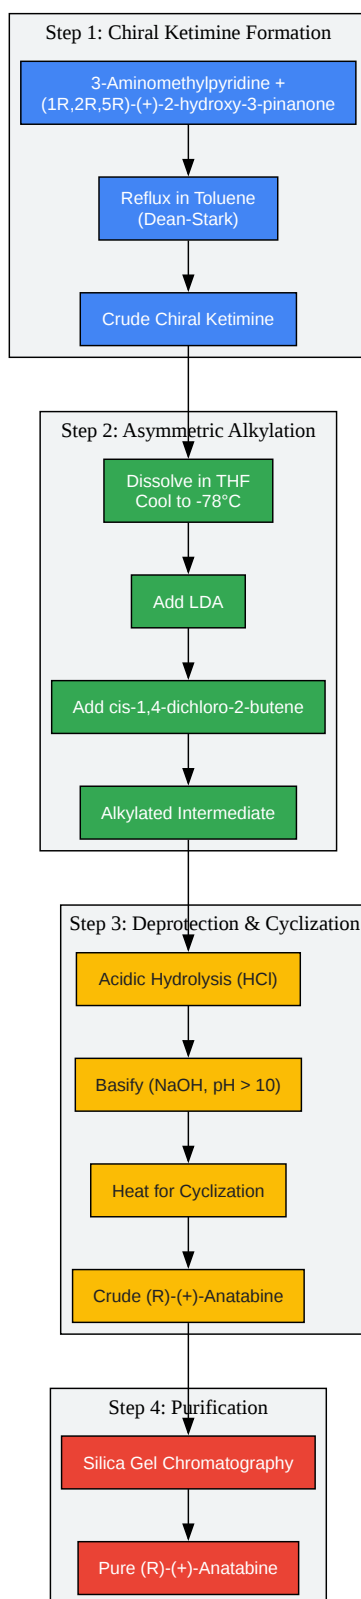 Step 1: Chiral Ketimine Formation
3-Aminomethylpyridine +
(1R,2R,5R)-(+)-2-hydroxy-3-pinanone
Reflux in Toluene
(Dean-Stark)
Crude Chiral Ketimine
Step 2: Asymmetric Alkylation
Dissolve in THF
Cool to -78°C
Add LDA
Add cis-1,4-dichloro-2-butene
Alkylated Intermediate
Step 3: Deprotection & Cyclization
Acidic Hydrolysis (HCl)
Basify (NaOH, pH > 10)
Heat for Cyclization
Crude (R)-(+)-Anatabine
Step 4: Purification
Silica Gel Chromatography
Pure (R)-(+)-Anatabine